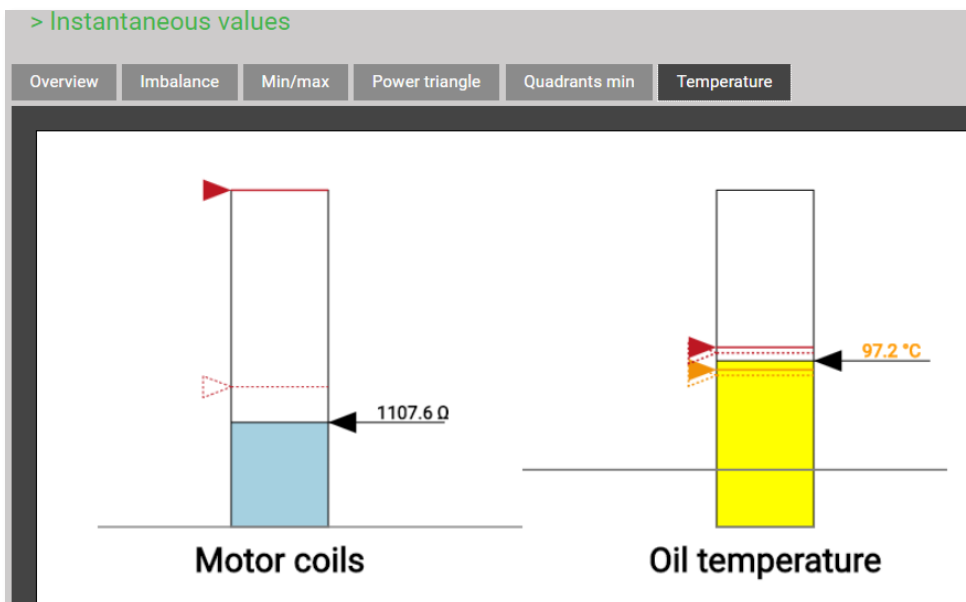 > Instantaneous values
Overview
Imbalance
Min/max
Power triangle
Quadrants min
Temperature
1107.6 Ω
97.2 °C
Motor coils
Oil temperature